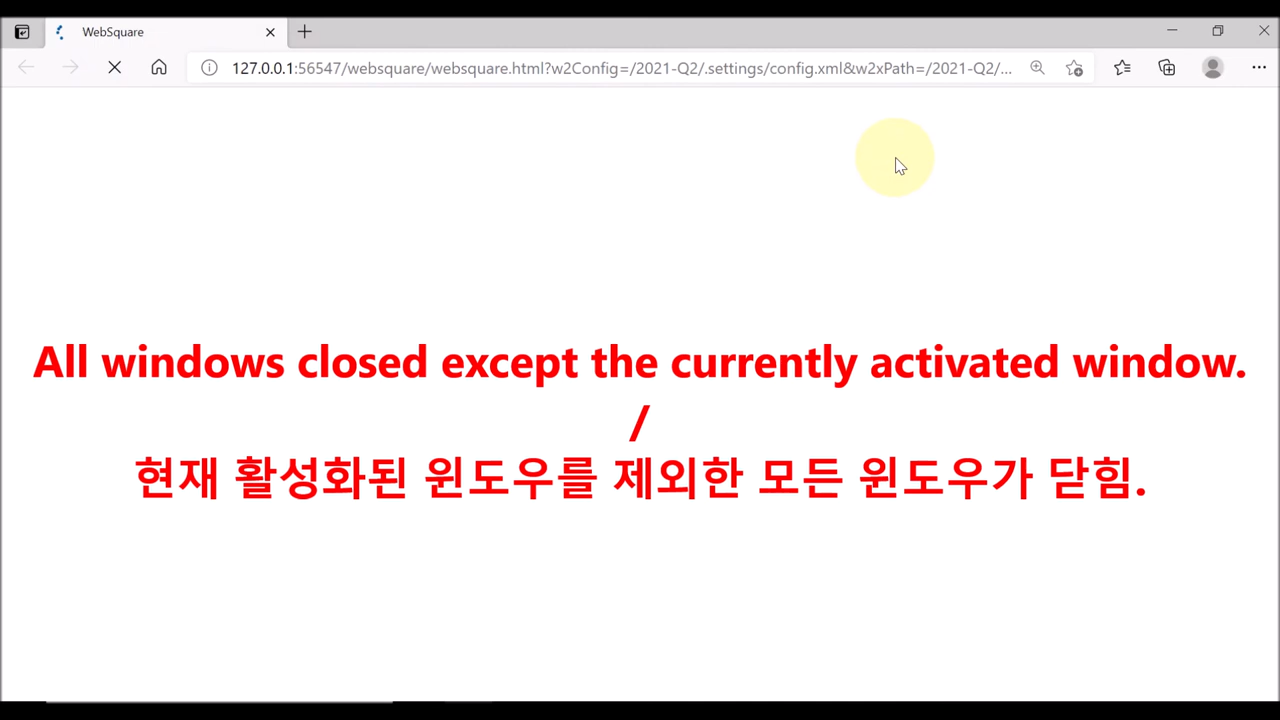 WebSquare
127.0.0.1:56547/websquare/websquare.html?w2Config=/2021-Q2/.settings/config.xml&w2xPath=/2021-Q2/...
All windows closed except the currently activated window.
/
현재 활성화된 윈도우를 제외한 모든 윈도우가 닫힘.